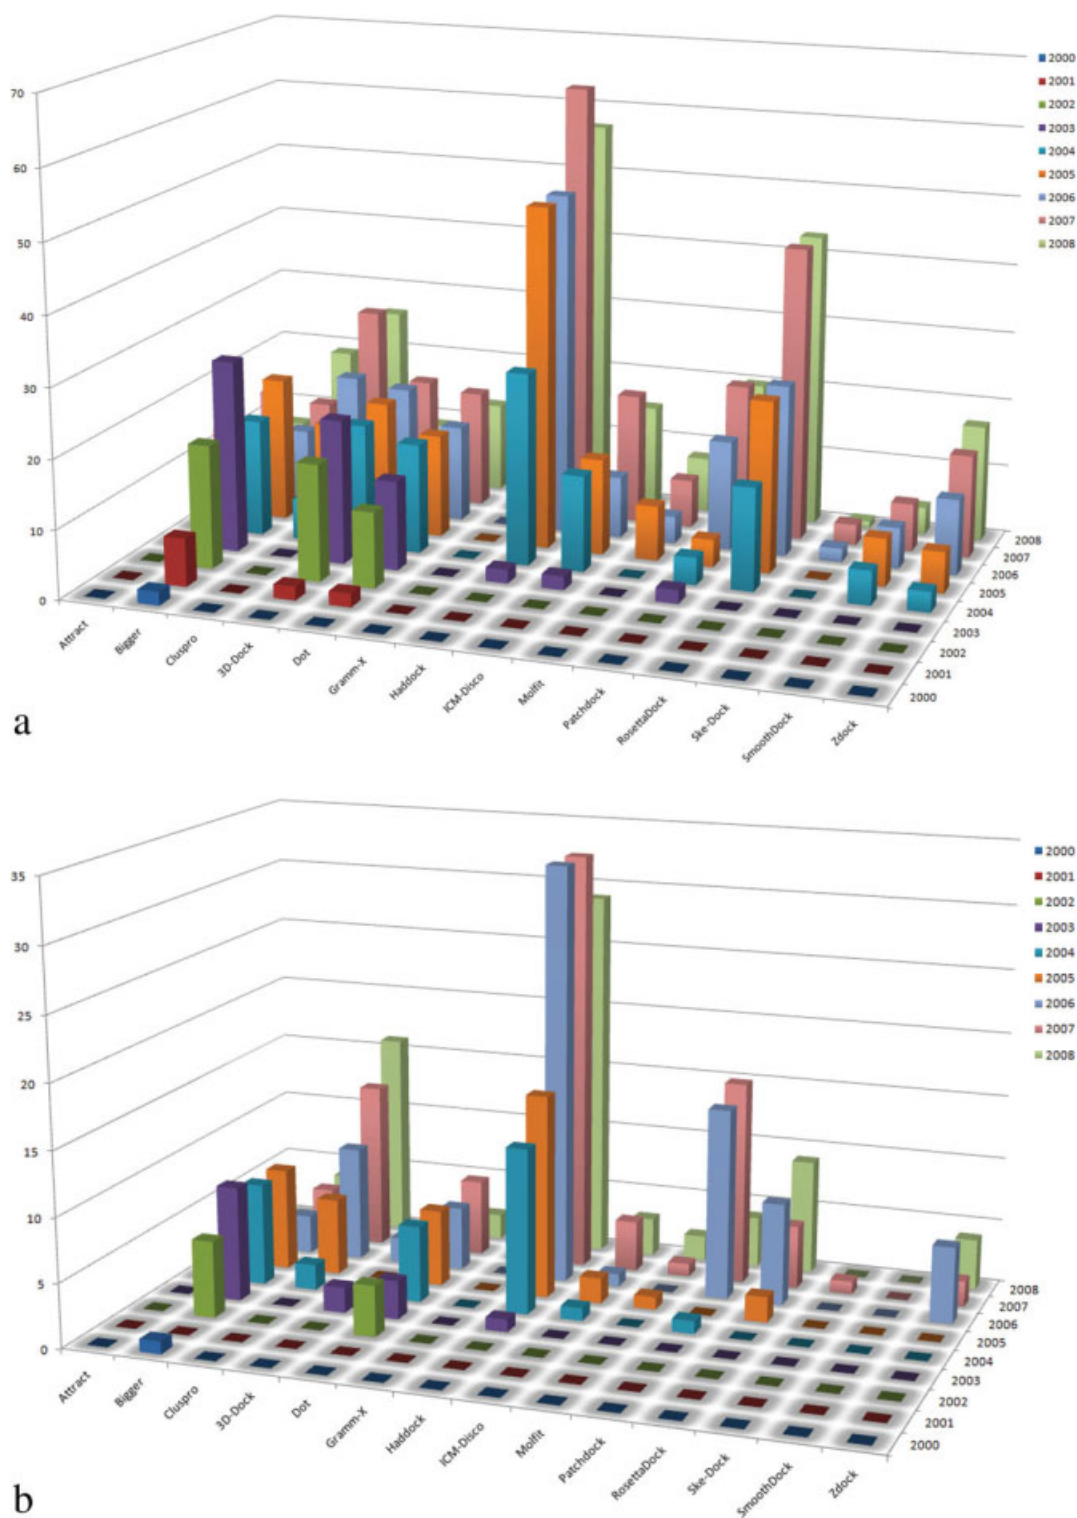 70
60
50
40
30
20
10
0
2000
2001
2002
2003
2004
2005
2006
2007
2008
Attract
Bigger
Cluspro
3D-Dock
Dot
Gramm-X
Haddock
ICM-Disco
Molfit
Patchdock
RosettaDock
Ske-Dock
SmoothDock
Zdock
2008
2007
2006
2005
2004
2003
2002
2001
2000
a
35
30
25
20
15
10
5
0
2000
2001
2002
2003
2004
2005
2006
2007
2008
Attract
Bigger
Cluspro
3D-Dock
Dot
Gramm-X
Haddock
ICM-Disco
Molfit
Patchdock
RosettaDock
Ske-Dock
SmoothDock
Zdock
2008
2007
2006
2005
2004
2003
2002
2001
2000
b